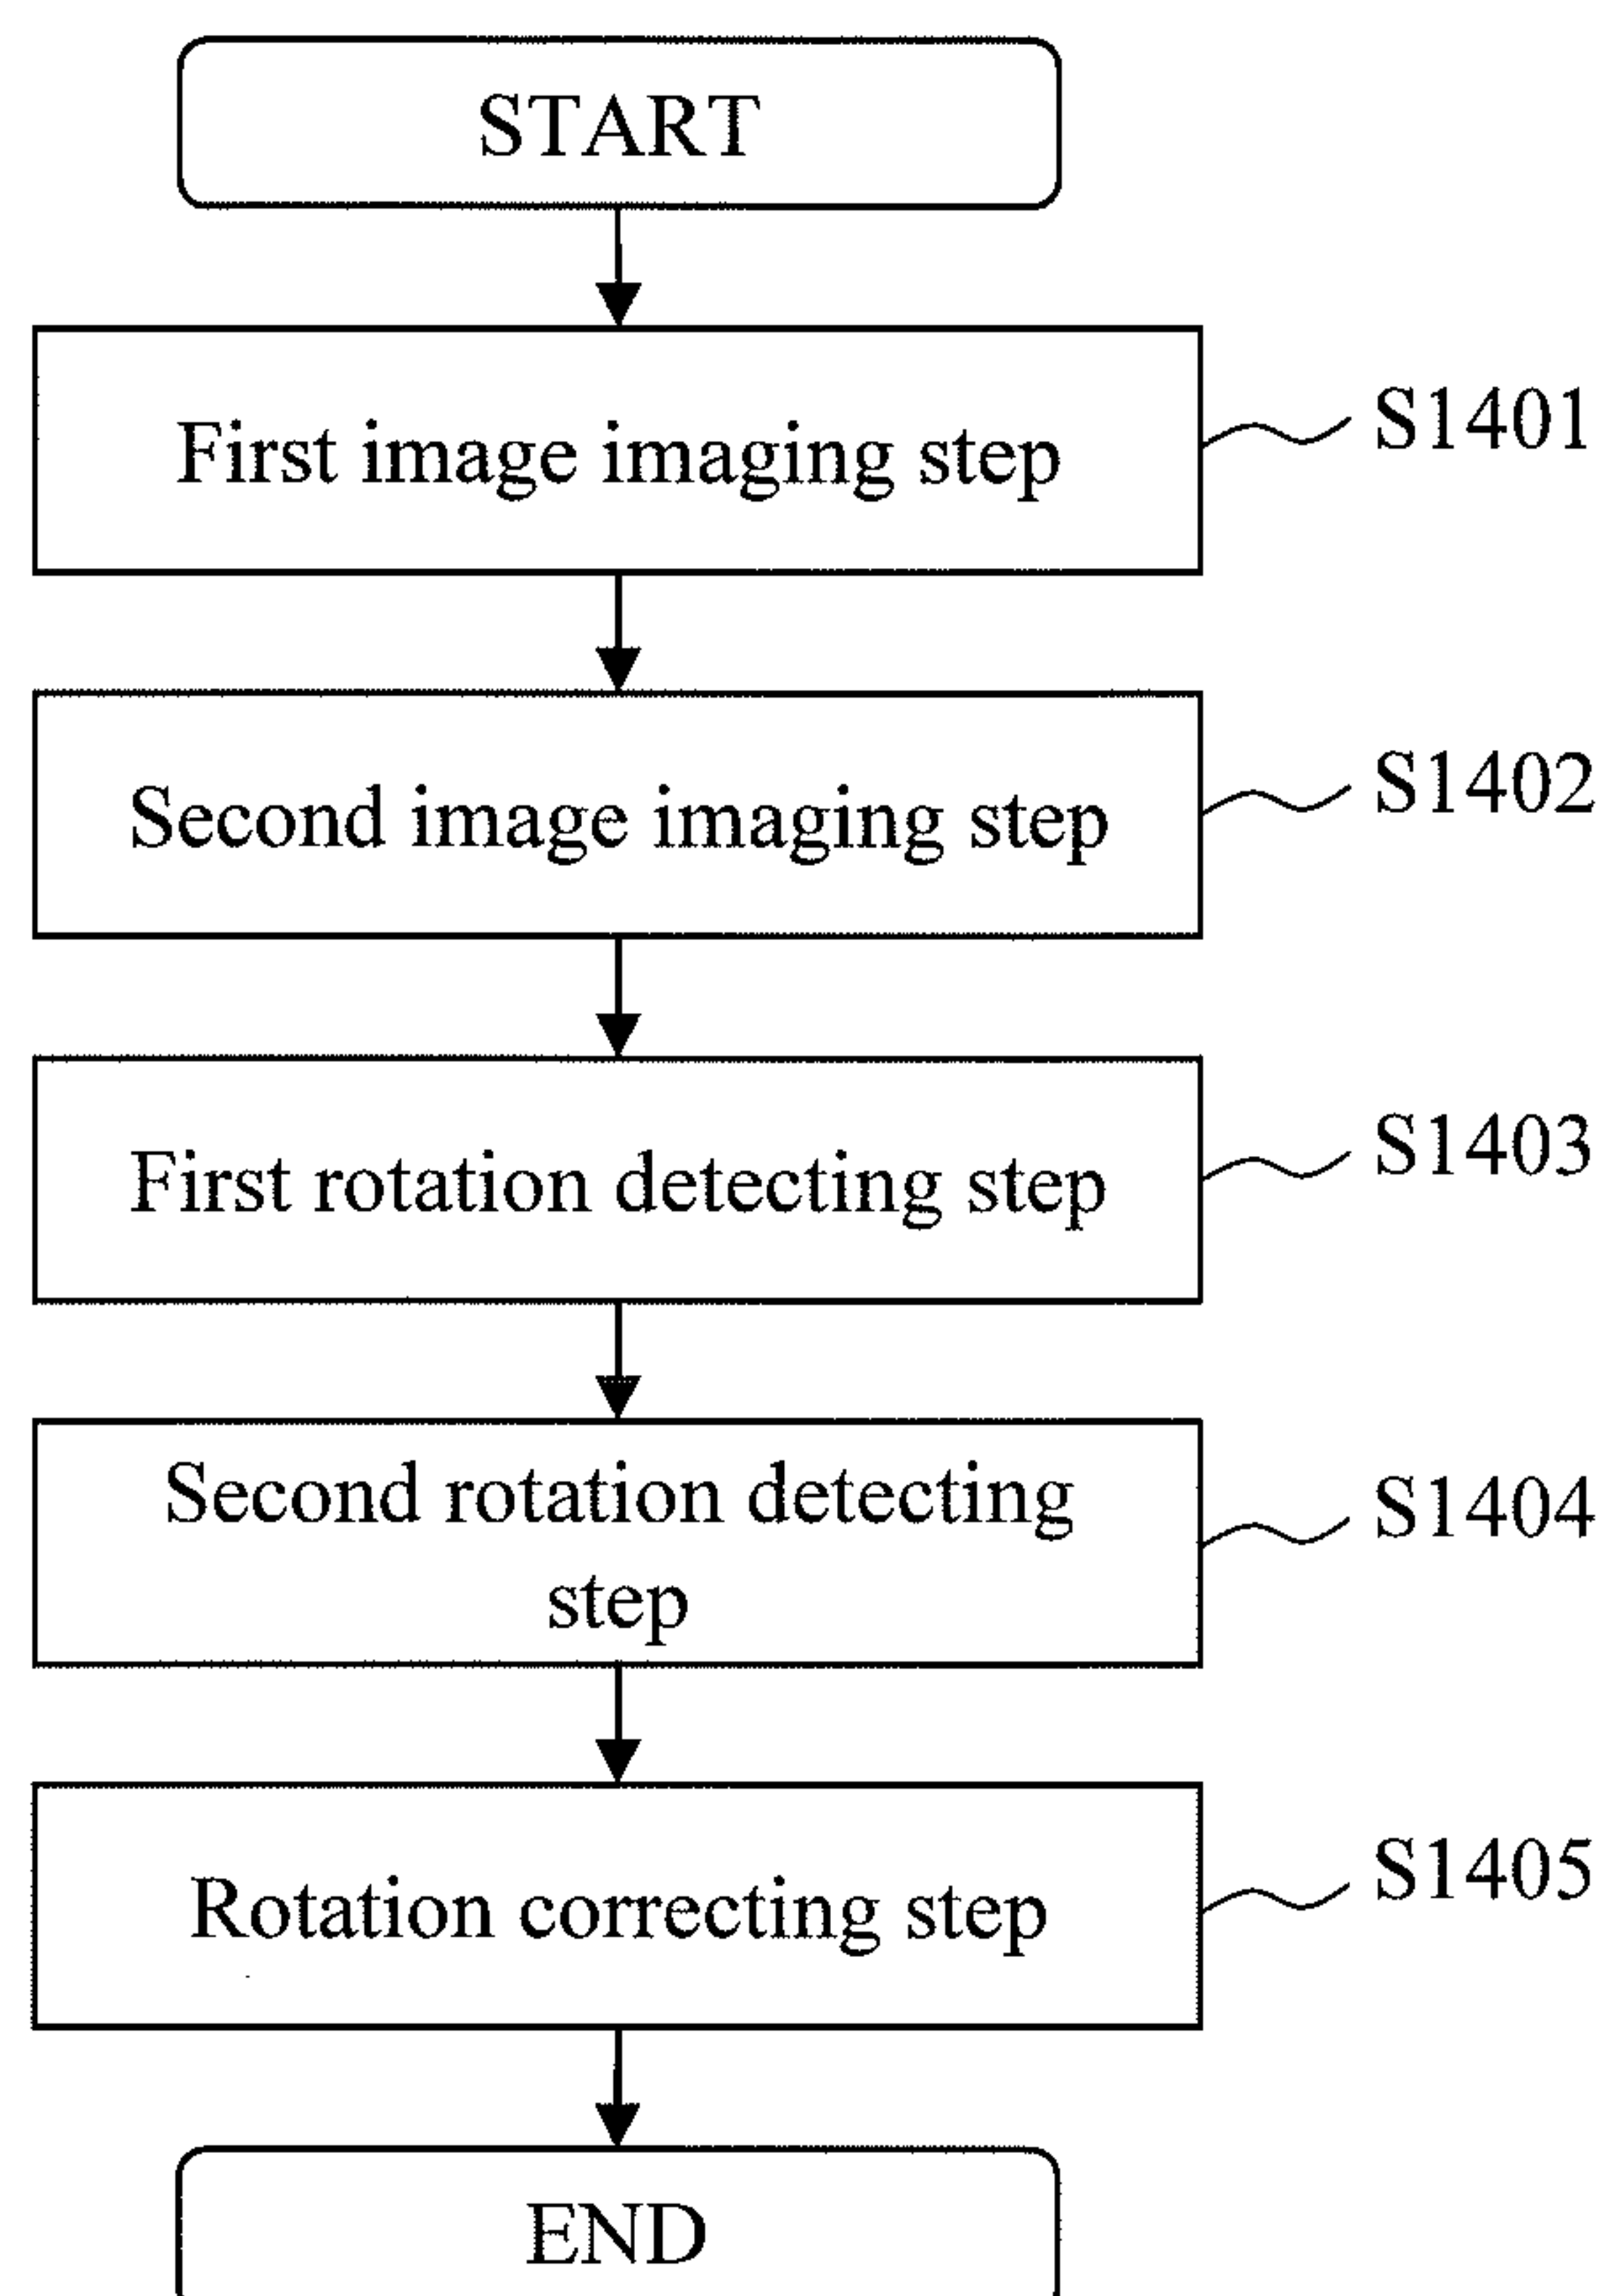 START
First image imaging step
S1401
Second image imaging step
S1402
First rotation detecting step
S1403
Second rotation detecting
step
S1404
Rotation correcting step
S1405
END